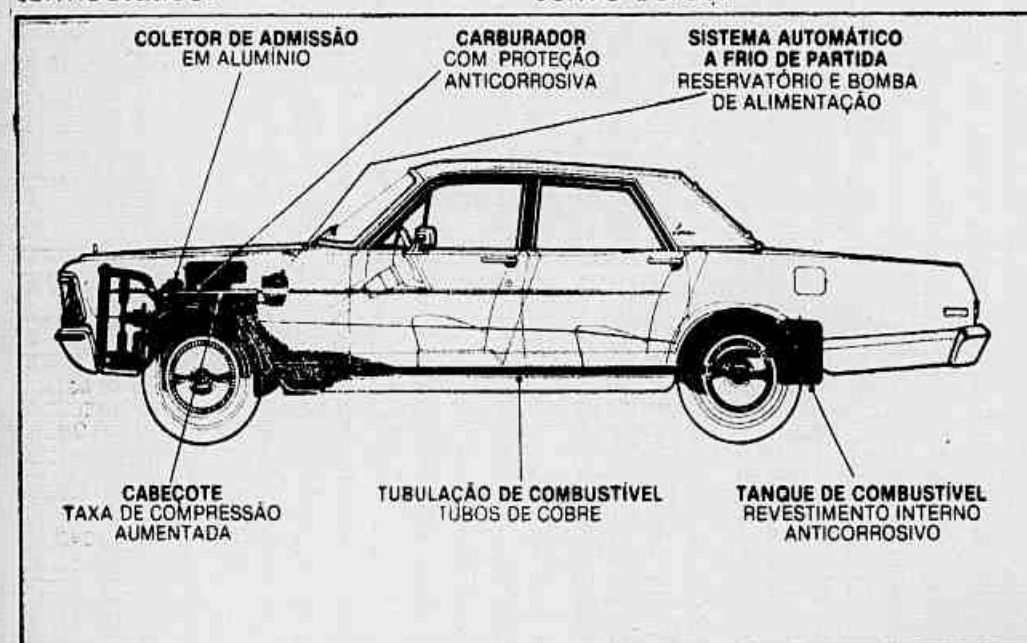 COLETOR DE ADMISSÃO
EM ALUMÍNIO
CARBURADOR
COM PROTEÇÃO
ANTICORROSIVA
SISTEMA AUTOMÁTICO
A FRIO DE PARTIDA
RESERVATÓRIO E BOMBA
DE ALIMENTAÇÃO
CABEÇOTE
TAXA DE COMPRESSÃO
AUMENTADA
TUBULAÇÃO DE COMBUSTÍVEL
TUBOS DE COBRE
TANQUE DE COMBUSTÍVEL
REVESTIMENTO INTERNO
ANTICORROSIVO